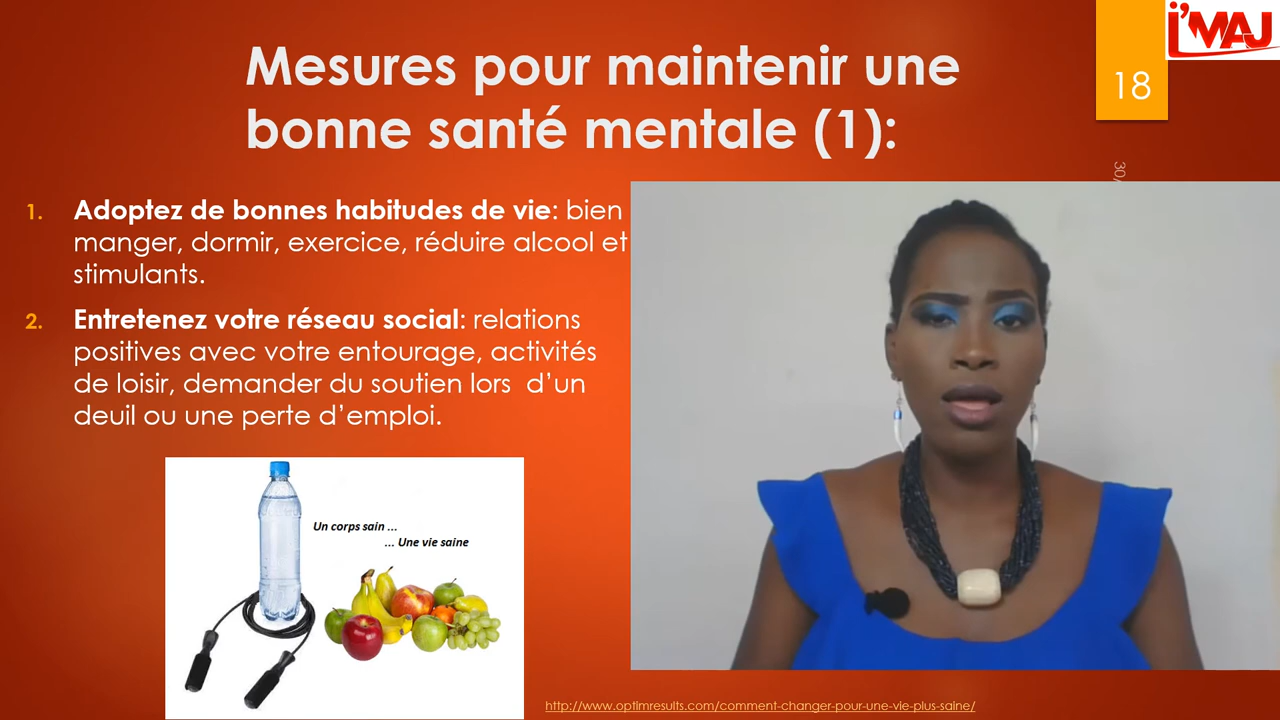 i'MAJ
18
Mesures pour maintenir une
bonne santé mentale (1):
30/
1. Adoptez de bonnes habitudes de vie: bien
manger, dormir, exercice, réduire alcool et
stimulants.
2. Entretenez votre réseau social: relations
positives avec votre entourage, activités
de loisir, demander du soutien lors d’un
deuil ou une perte d’emploi.
Un corps sain ...
... Une vie saine
http://www.optimresults.com/comment-changer-pour-une-vie-plus-saine/